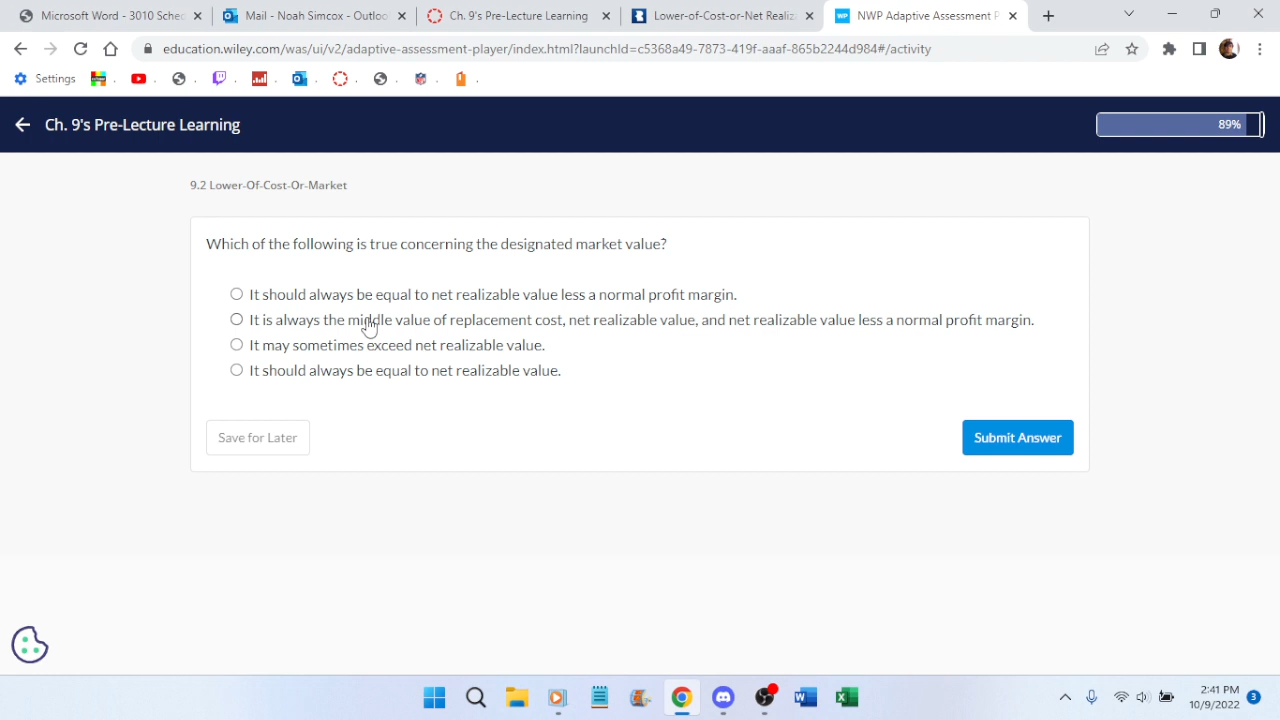 Microsoft Word - 3010 Sche
Mail - Noah Simcox - Outloo
Ch. 9's Pre-Lecture Learning
Lower-of-Cost-or-Net Realiz
NWP Adaptive Assessment P
education.wiley.com/was/ui/v2/adaptive-assessment-player/index.html?launchId=c5368a49-7873-419f-aaaf-865b2244d984#/activity
Settings
Ch. 9's Pre-Lecture Learning
89%
9.2 Lower-Of-Cost-Or-Market
Which of the following is true concerning the designated market value?
It should always be equal to net realizable value less a normal profit margin.
It is always the middle value of replacement cost, net realizable value, and net realizable value less a normal profit margin.
It may sometimes exceed net realizable value.
It should always be equal to net realizable value.
Save for Later
Submit Answer
2:41 PM
10/9/2022
3